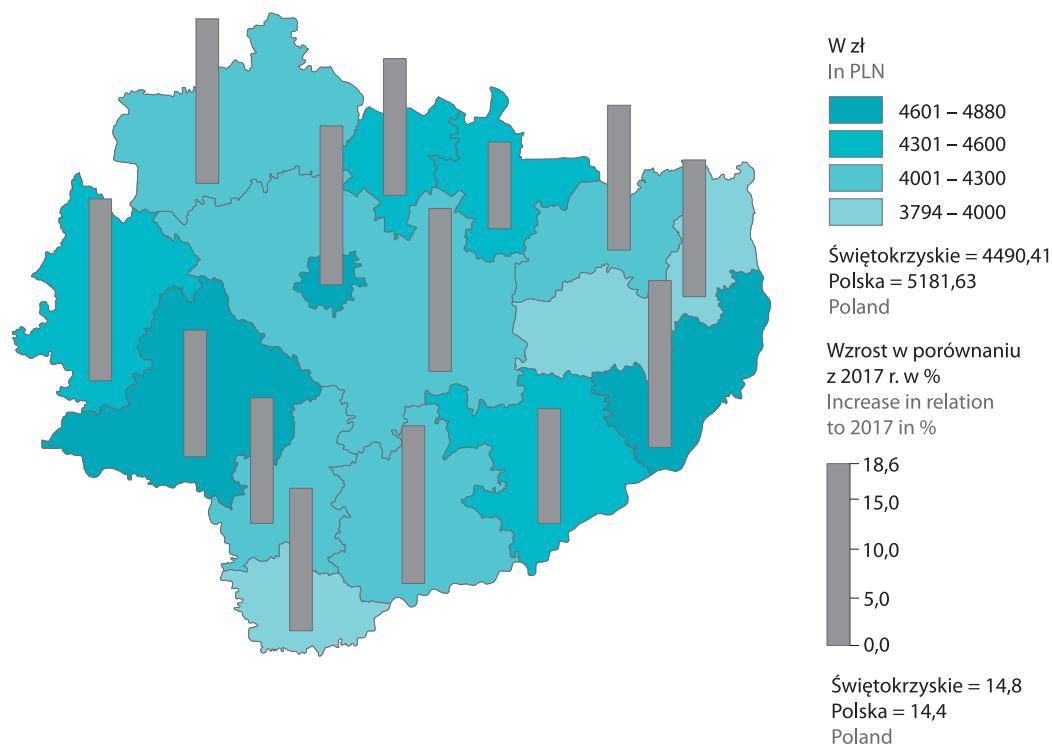 W zł
In PLN
4601 – 4880
4301 – 4600
4001 – 4300
3794 – 4000
Świętokrzyskie = 4490,41
Polska = 5181,63
Poland
Wzrost w porównaniu
z 2017 r. w %
Increase in relation
to 2017 in %
18,6
15,0
10,0
5,0
0,0
Świętokrzyskie = 14,8
Polska = 14,4
Poland